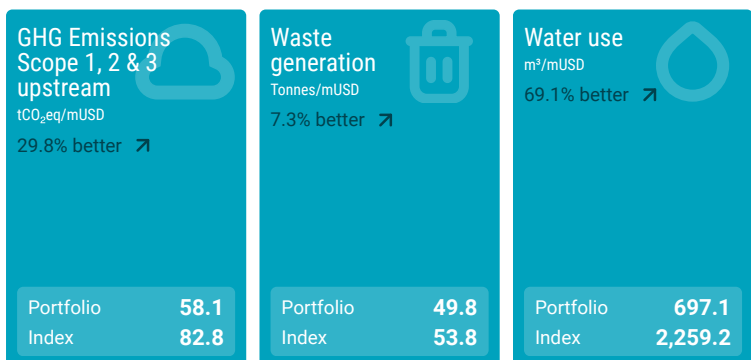 GHG Emissions
Scope 1, 2 & 3
upstream
tCO₂eq/mUSD
29.8% better
Portfolio 58.1
Index 82.8
Waste
generation
Tonnes/mUSD
7.3% better
Portfolio 49.8
Index 53.8
Water use
m³/mUSD
69.1% better
Portfolio 697.1
Index 2,259.2